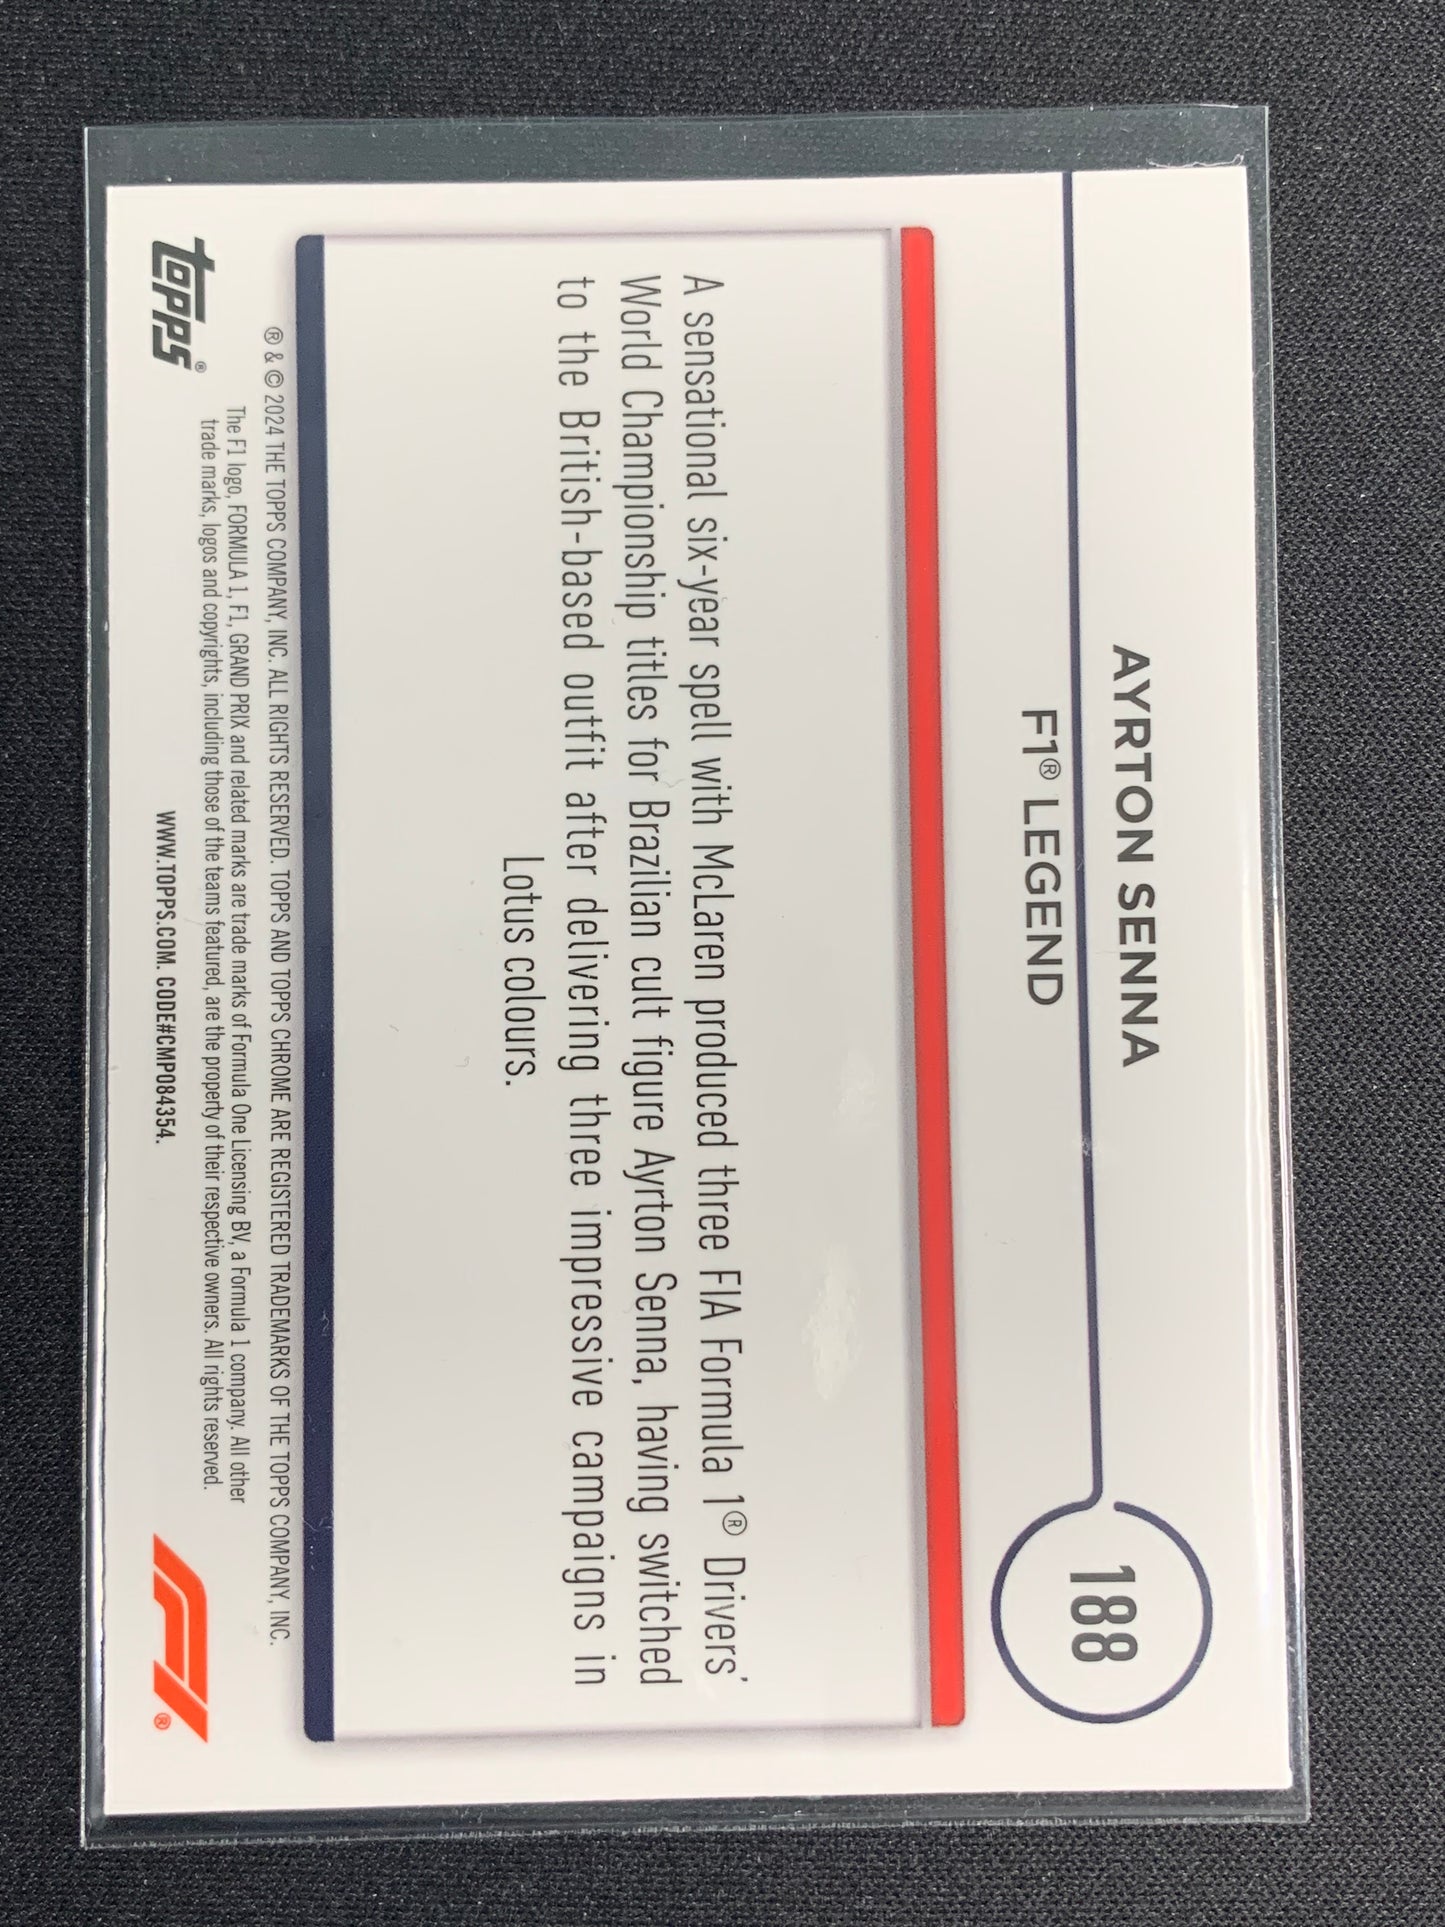 AYRTON SENNA
F1® LEGEND
188
A sensational six-year spell with McLaren produced three FIA Formula 1® Drivers'
World Championship titles for Brazilian cult figure Ayrton Senna, having switched
to the British-based outfit after delivering three impressive campaigns in
Lotus colours.
® & © 2024 THE TOPPS COMPANY, INC. ALL RIGHTS RESERVED. TOPPS AND TOPPS CHROME ARE REGISTERED TRADEMARKS OF THE TOPPS COMPANY, INC.
The F1 logo, FORMULA 1, F1, GRAND PRIX and related marks are trade marks of Formula One Licensing BV, a Formula 1 company. All other
trade marks, logos and copyrights, including those of the teams featured, are the property of their respective owners. All rights reserved.
topps®
WWW.TOPPS.COM. CODE#CMP084354.
F1®